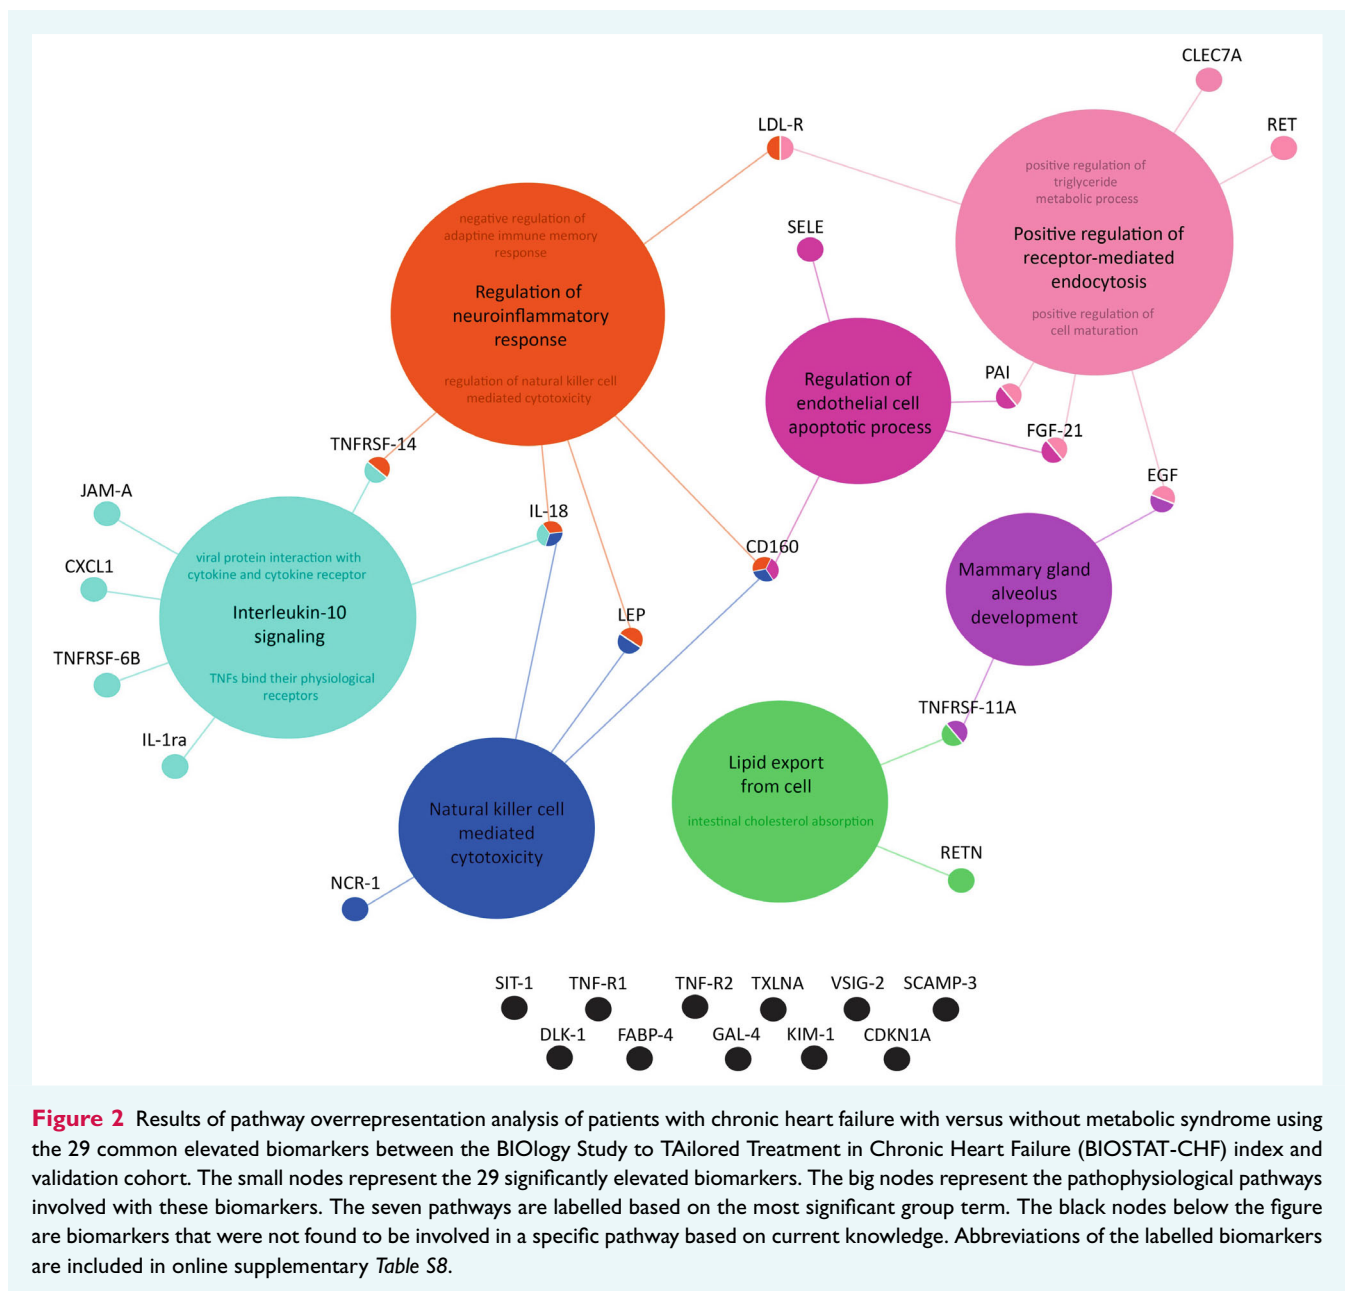 CLEC7A
LDL-R
RET
positive regulation of
triglyceride
metabolic process
Positive regulation of
receptor-mediated
endocytosis
positive regulation of
cell maturation
negative regulation of
adaptine immune memory
response
Regulation of
neuroinflammatory
response
regulation of natural killer cell
mediated cytotoxicity
SELE
Regulation of
endothelial cell
apoptotic process
PAI
FGF-21
EGF
TNFRSF-14
JAM-A
CXCL1
TNFRSF-6B
IL-1ra
viral protein interaction with
cytokine and cytokine receptor
Interleukin-10
signaling
TNFs bind their physiological
receptors
IL-18
CD160
LEP
Mammary gland
alveolus
development
TNFRSF-11A
Lipid export
from cell
intestinal cholesterol absorption
RETN
Natural killer cell
mediated
cytotoxicity
NCR-1
SIT-1 TNF-R1 TNF-R2 TXLNA VSIG-2 SCAMP-3
DLK-1 FABP-4 GAL-4 KIM-1 CDKN1A
Figure 2 Results of pathway overrepresentation analysis of patients with chronic heart failure with versus without metabolic syndrome using
the 29 common elevated biomarkers between the BIOlogy Study to TAilored Treatment in Chronic Heart Failure (BIOSTAT-CHF) index and
validation cohort. The small nodes represent the 29 significantly elevated biomarkers. The big nodes represent the pathophysiological pathways
involved with these biomarkers. The seven pathways are labelled based on the most significant group term. The black nodes below the figure
are biomarkers that were not found to be involved in a specific pathway based on current knowledge. Abbreviations of the labelled biomarkers
are included in online supplementary Table S8.